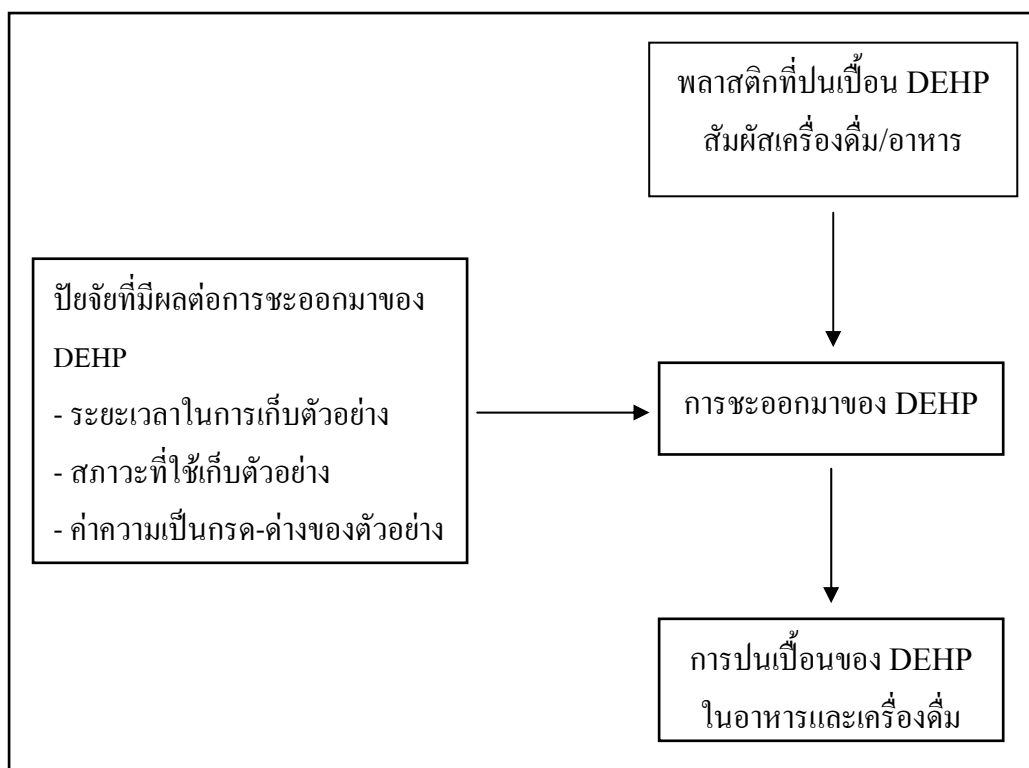 พลาสติกที่ปนเปื้อน DEHP
สัมผัสเครื่องดื่ม/อาหาร
ปัยจัยที่มีผลต่อการชะออกมาของ
DEHP
- ระยะเวลาในการเก็บตัวอย่าง
- สภาวะที่ใช้เก็บตัวอย่าง
- ค่าความเป็นกรด-ด่างของตัวอย่าง
การชะออกมาของ DEHP
การปนเปื้อนของ DEHP
ในอาหารและเครื่องดื่ม